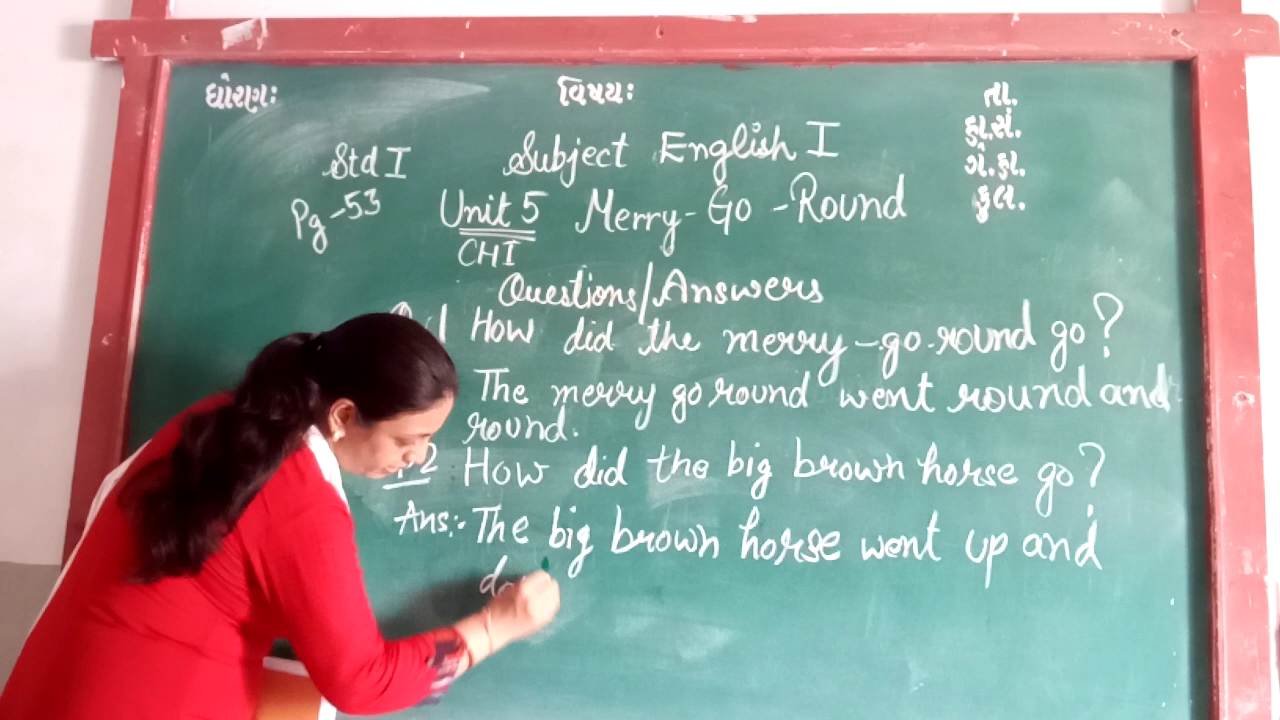 ધોરણઃ વિષયઃ તા.
હા.સં.
ગે.હા.
કુલ.
Std I Subject English I
Pg-53 Unit 5 Merry-Go-Round
CH I
Questions/Answers
How did the merry-go-round go?
The merry go round went round and
round.
2 How did the big brown horse go?
Ans:- The big brown horse went up and